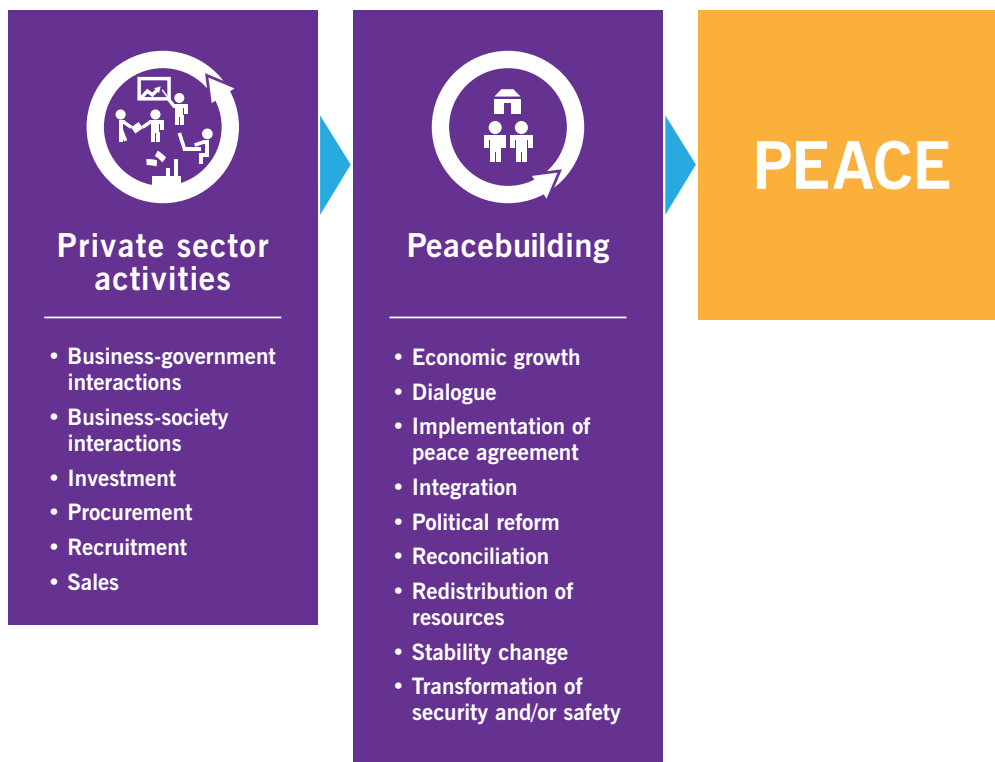 Private sector
activities
• Business-government
interactions
• Business-society
interactions
• Investment
• Procurement
• Recruitment
• Sales
Peacebuilding
• Economic growth
• Dialogue
• Implementation of
peace agreement
• Integration
• Political reform
• Reconciliation
• Redistribution of
resources
• Stability change
• Transformation of
security and/or safety
PEACE